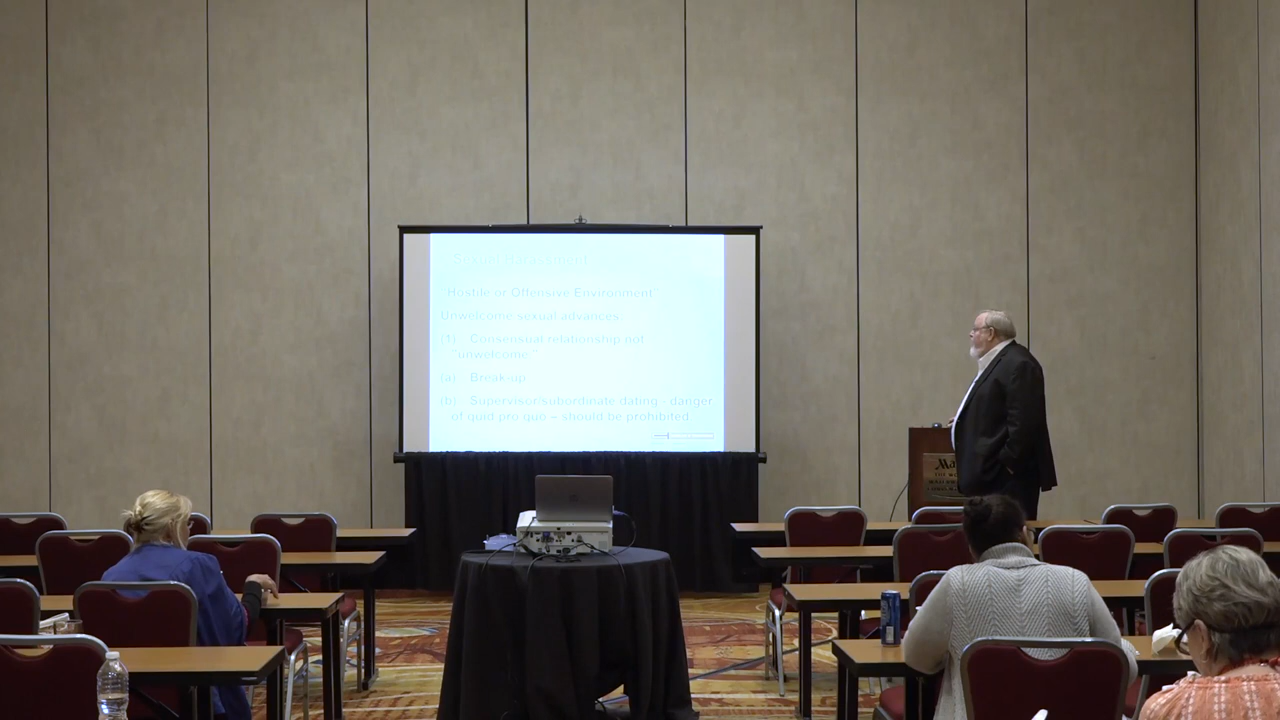 Sexual Harassment
"Hostile or Offensive Environment"
Unwelcome sexual advances:
(1) Consensual relationship not
"unwelcome."
(a) Break-up
(b) Supervisor/subordinate dating - danger
of quid pro quo – should be prohibited